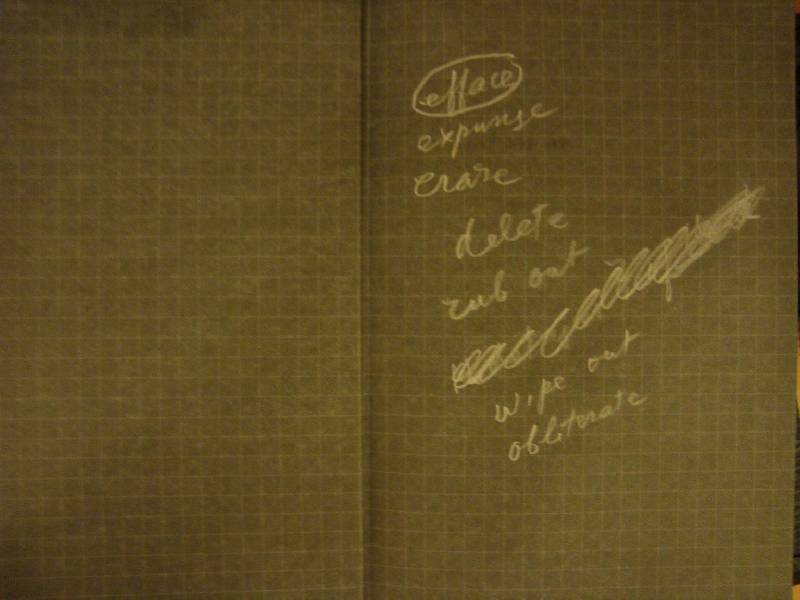 efface
expunge
erase
delete
rub out
wipe out
obliterate